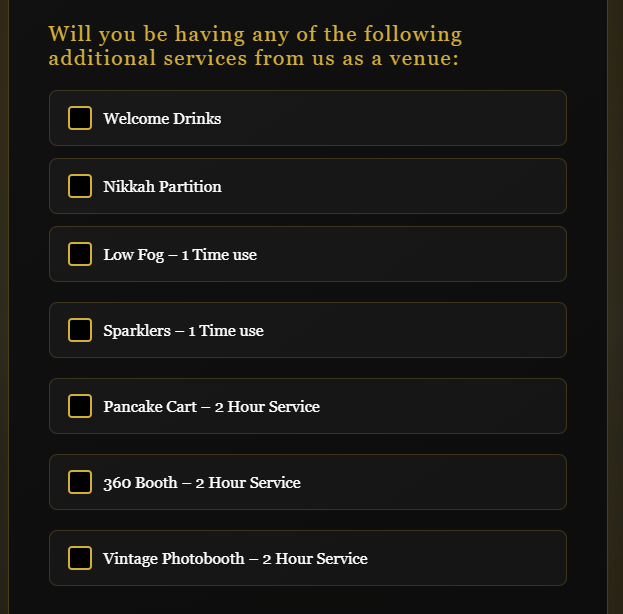 Will you be having any of the following
additional services from us as a venue:
Welcome Drinks
Nikkah Partition
Low Fog – 1 Time use
Sparklers – 1 Time use
Pancake Cart – 2 Hour Service
360 Booth – 2 Hour Service
Vintage Photobooth – 2 Hour Service